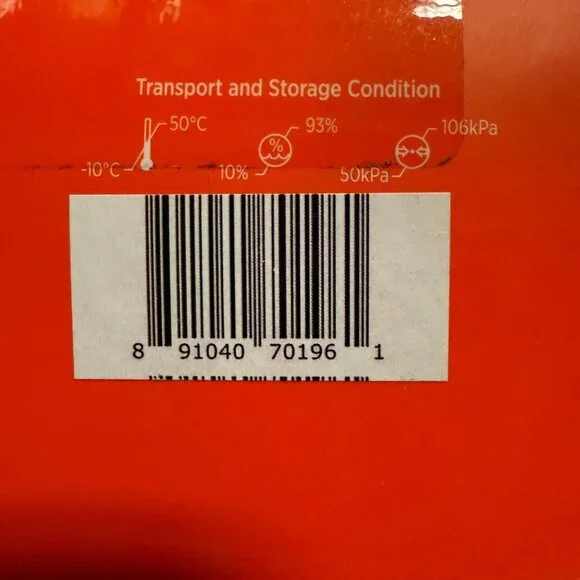 Transport and Storage Condition
50°C 93% 106kPa
% 
-10°C 10% 50kPa
8 91040 70196 1